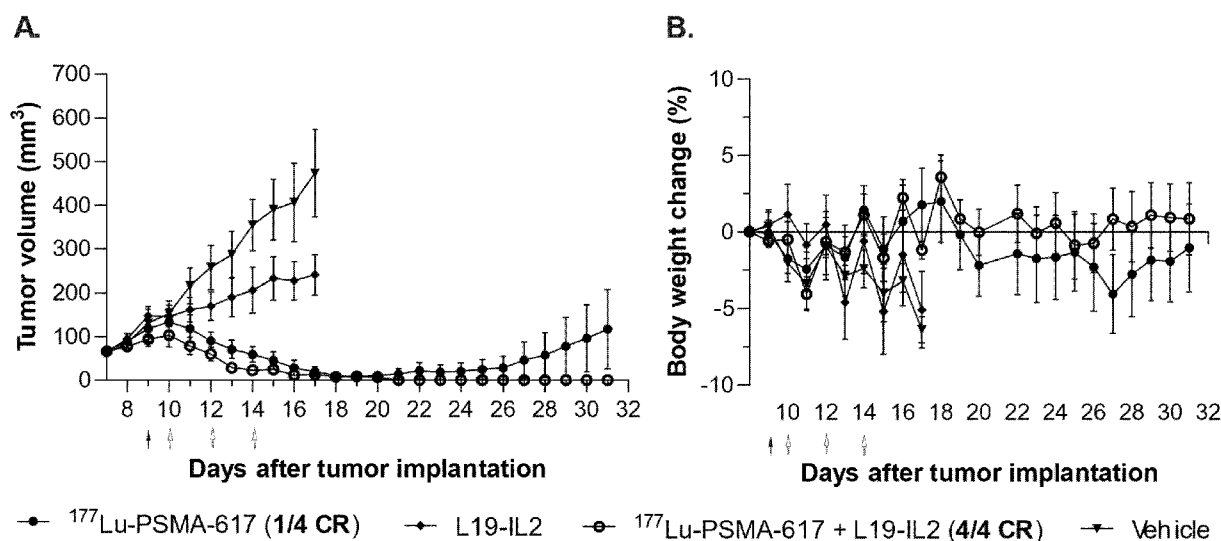 A.
700
600
500
400
300
200
100
0
8 10 12 14 16 18 20 22 24 26 28 30 32
Tumor volume (mm³)
Days after tumor implantation
B.
10
5
0
-5
-10
10 12 14 16 18 20 22 24 26 28 30 32
Body weight change (%)
Days after tumor implantation
¹⁷⁷Lu-PSMA-617 (1/4 CR) L19-IL2 ¹⁷⁷Lu-PSMA-617 + L19-IL2 (4/4 CR) Vehicle